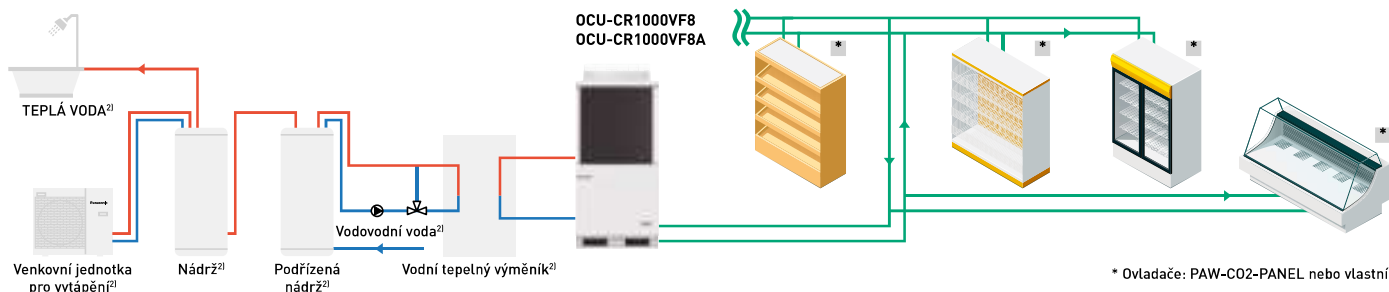 OCU-CR1000VF8
OCU-CR1000VF8A
*
*
*
*
TEPLÁ VODA²⁾
Panasonic
Vodovodní voda²⁾
Venkovní jednotka
pro vytápění²⁾
Nádrž²⁾
Podřízená
nádrž²⁾
Vodní tepelný výměník²⁾
* Ovladače: PAW-CO2-PANEL nebo vlastní